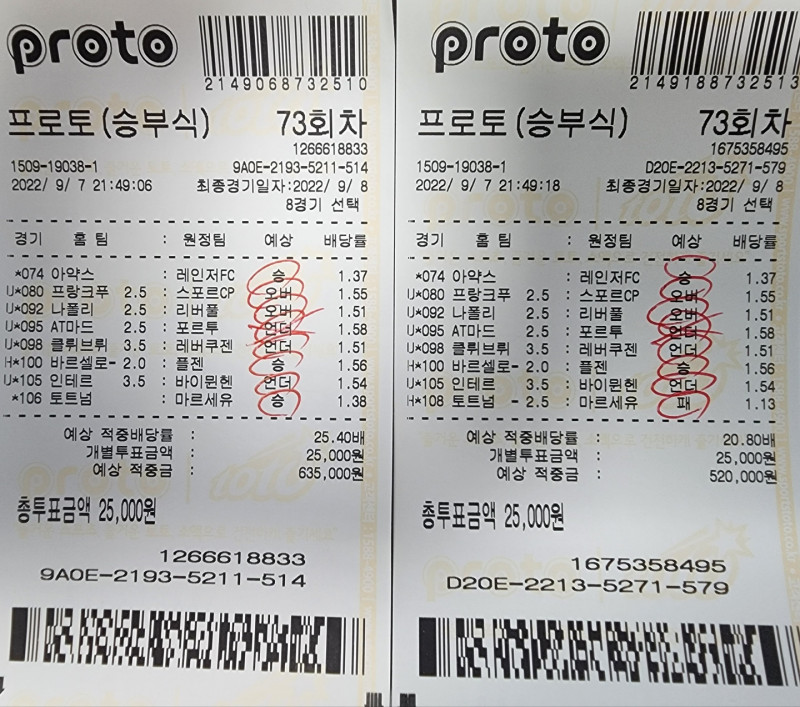 proto
2149068732510
프로토(승부식) 73회차
1266618833
1509-19038-1 9A0E-2193-5211-514
2022/ 9/ 7 21:49:06 최종경기일자:2022/ 9/ 8
8경기 선택
경기 홈 팀 : 원정팀 예상 배당률
*074 아약스 : 레인저FC 승 1.37
U*080 프랑크푸 2.5 : 스포르CP 오버 1.55
U*092 나폴리 2.5 : 리버풀 오버 1.51
U*095 AT마드 2.5 : 포르투 언더 1.58
U*098 클뤼브뤼 3.5 : 레버쿠젠 언더 1.51
H*100 바르셀로- 2.0 : 플젠 승 1.56
U*105 인테르 3.5 : 바이뮌헨 언더 1.54
*106 토트넘 : 마르세유 승 1.38
예상 적중배당률 : 25.40배
개별투표금액 : 25,000원
예상 적중금 : 635,000원
총투표금액 25,000원
1266618833
9A0E-2193-5211-514
proto
2149188732513
프로토(승부식) 73회차
1675358495
1509-19038-1 D20E-2213-5271-579
2022/ 9/ 7 21:49:18 최종경기일자:2022/ 9/ 8
8경기 선택
경기 홈 팀 : 원정팀 예상 배당률
*074 아약스 : 레인저FC 승 1.37
U*080 프랑크푸 2.5 : 스포르CP 오버 1.55
U*092 나폴리 2.5 : 리버풀 오버 1.51
U*095 AT마드 2.5 : 포르투 언더 1.58
U*098 클뤼브뤼 3.5 : 레버쿠젠 언더 1.51
H*100 바르셀로- 2.0 : 플젠 승 1.56
U*105 인테르 3.5 : 바이뮌헨 언더 1.54
H*108 토트넘 - 2.5 : 마르세유 패 1.13
예상 적중배당률 : 20.80배
개별투표금액 : 25,000원
예상 적중금 : 520,000원
총투표금액 25,000원
1675358495
D20E-2213-5271-579